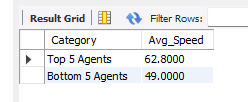 Result Grid Filter Rows:
Category Avg_Speed
Top 5 Agents 62.8000
Bottom 5 Agents 49.0000